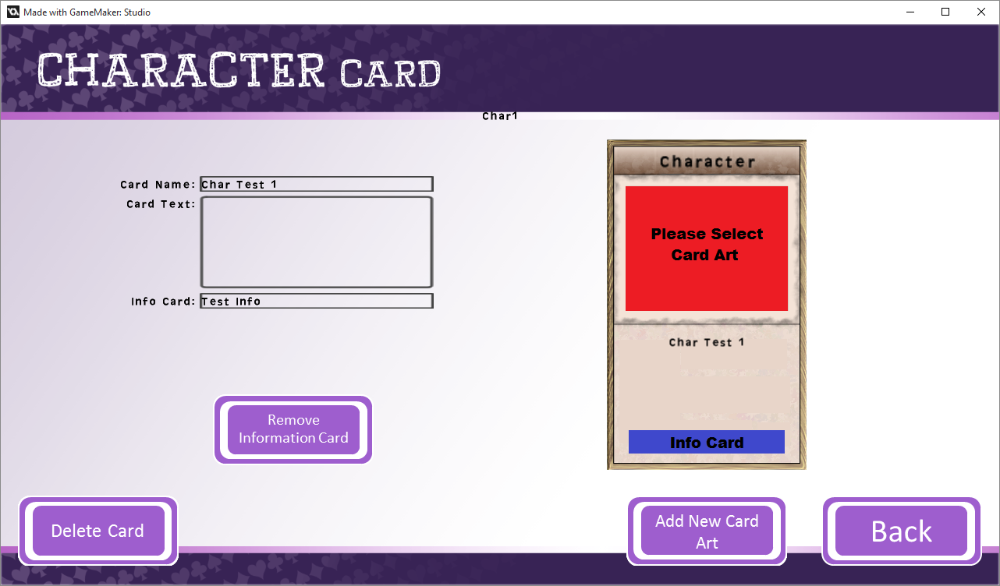 Made with GameMaker: Studio
CHARACTER CARD
Char1
Card Name: Char Test 1
Card Text:
Info Card: Test Info
Remove
Information Card
Character
Please Select
Card Art
Char Test 1
Info Card
Delete Card
Add New Card
Art
Back